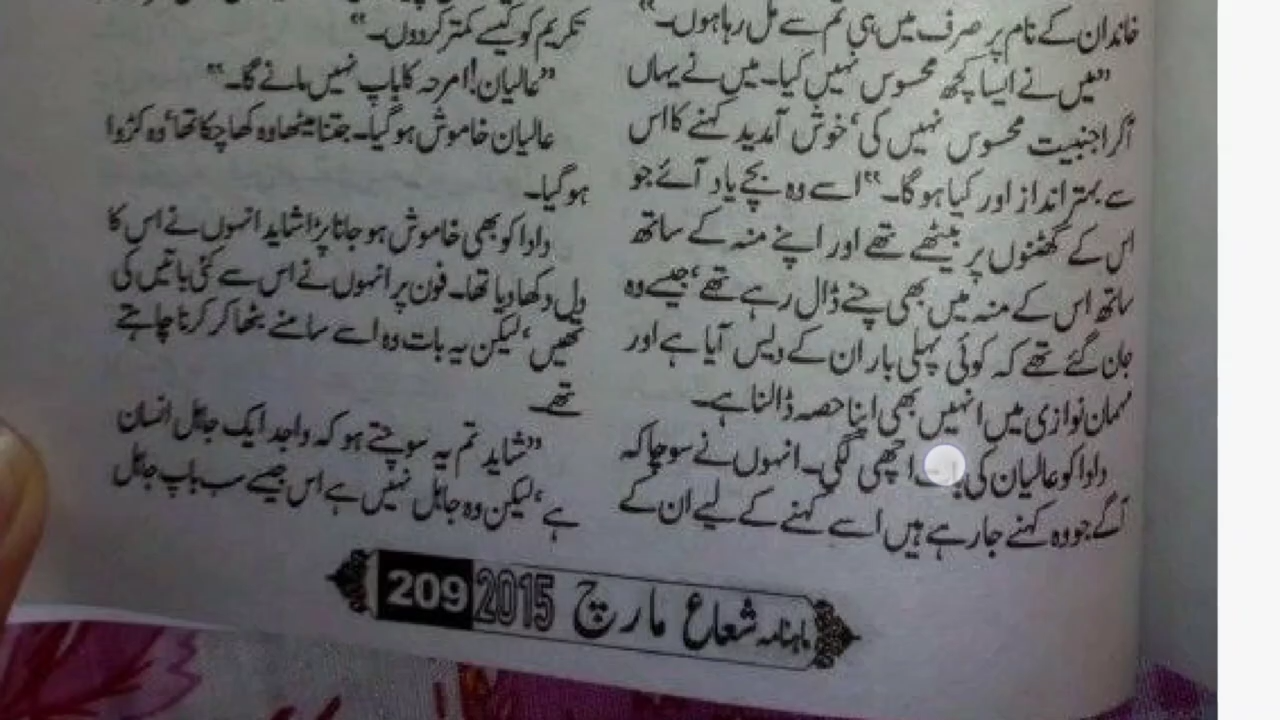 خاندان کے نام پر صرف میں ہی تم سے مل رہا ہوں۔"
"میں نے ایسا کچھ محسوس نہیں کیا۔ میں نے یہاں
آکر اجنبیت محسوس نہیں کی، خوش آمدید کہنے کا اس
سے بہتر انداز اور کیا ہو گا۔" اسے وہ بچے یاد آئے جو
اس کے گھٹنوں پر بیٹھے تھے اور اپنے منہ کے ساتھ
ساتھ اس کے منہ میں بھی چنے ڈال رہے تھے، جیسے وہ
جان گئے تھے کہ کوئی پہلی بار ان کے دیس آیا ہے اور
مہمان نوازی میں انہیں بھی اپنا حصہ ڈالنا ہے۔
دادا کو عالیان کی اچھی لگی۔ انہوں نے سوچا کہ
آگے جو وہ کہنے جا رہے ہیں اسے کہنے کے لیے ان کے
تکریم کو کیسے کمتر کردوں۔"
"عالیان! امرحہ کا باپ نہیں مانے گا۔"
عالیان خاموش ہو گیا۔ جتنا میٹھا وہ کھا چکا تھا، وہ کڑوا
ہو گیا۔
دادا کو بھی خاموش ہو جانا پڑا شاید انہوں نے اس کا
دل دکھا دیا تھا۔ فون پر انہوں نے اس سے کئی باتیں کی
تھیں، لیکن یہ بات وہ اسے سامنے بٹھا کر کرنا چاہتے
تھے۔
"شاید تم یہ سوچتے ہو کہ واجد ایک جاہل انسان
ہے، لیکن وہ جاہل نہیں ہے اس جیسے سب باپ جاہل
ماہنامہ شعاع مارچ 2015 209